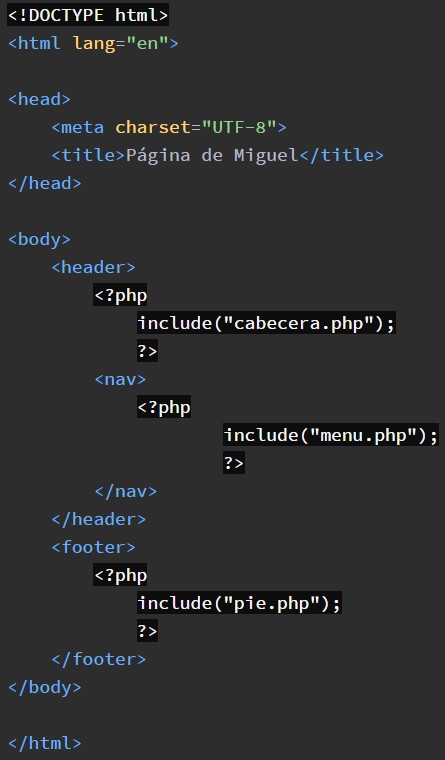 <!DOCTYPE html>
<html lang="en">
<head>
<meta charset="UTF-8">
<title>Página de Miguel</title>
</head>
<body>
<header>
<?php
include("cabecera.php");
?>
<nav>
<?php
include("menu.php");
?>
</nav>
</header>
<footer>
<?php
include("pie.php");
?>
</footer>
</body>
</html>